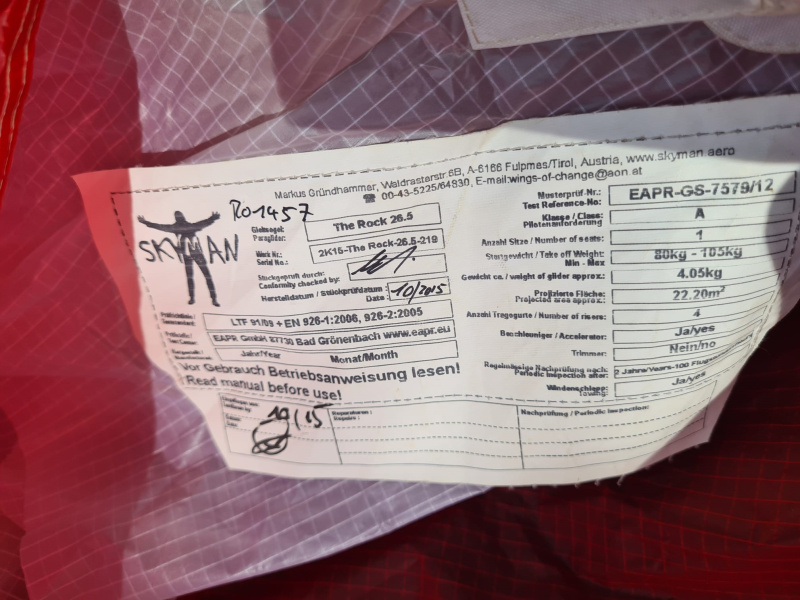 Markus Gründhammer, Waldrasterstr.6B, A-6166 Fulpmes/Tirol, Austria, www.skyman.aero
☎ 00-43-5225/64830, E-mail:wings-of-change@aon.at
SKYMAN
RO1457
Paraglider:
The Rock 26.5
Werk Nr.:
Serial No.:
2K15-The Rock-26.5-219
Stückgeprüft durch:
Conformity checked by:
Herstelldatum / Stückprüfdatum :
Date :
10/2015
LTF 91/09 + EN 926-1:2006, 926-2:2005
EAPR GmbH 87730 Bad Grönenbach www.eapr.eu
Jahr/Year Monat/Month
Vor Gebrauch Betriebsanweisung lesen!
Read manual before use!
Musterprüf-Nr.:
Test Reference-No:
EAPR-GS-7579/12
Klasse / Class:
Pilotenanforderung
A
Anzahl Sitze / Number of seats:
1
Startgewicht / Take off Weight:
Min - Max
80kg - 105kg
Gewicht ca. / weight of glider approx.:
4.05kg
Projizierte Fläche:
Projected area approx.:
22.20m²
Anzahl Tragegurte / Number of risers:
4
Beschleuniger / Accelerator:
Ja/yes
Trimmer:
Nein/no
Regelmässige Nachprüfung nach:
Periodic inspection after:
2 Jahre/Years-100
Windenschlepp:
Towing:
Ja/yes
10/15
Reparaturen :
Repairs :
Nachprüfung / Periodic inspection: